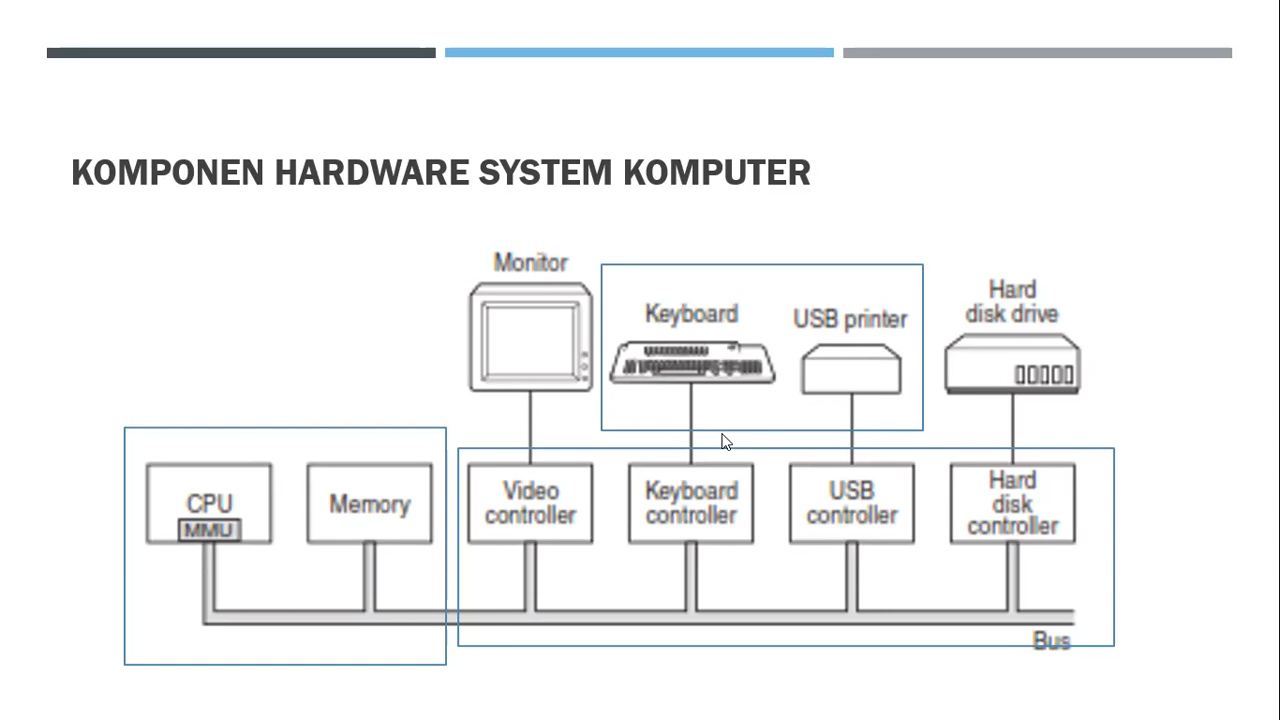 KOMPONEN HARDWARE SYSTEM KOMPUTER
Monitor
Keyboard
USB printer
Hard
disk drive
CPU
MMU
Memory
Video
controller
Keyboard
controller
USB
controller
Hard
disk
controller
Bus